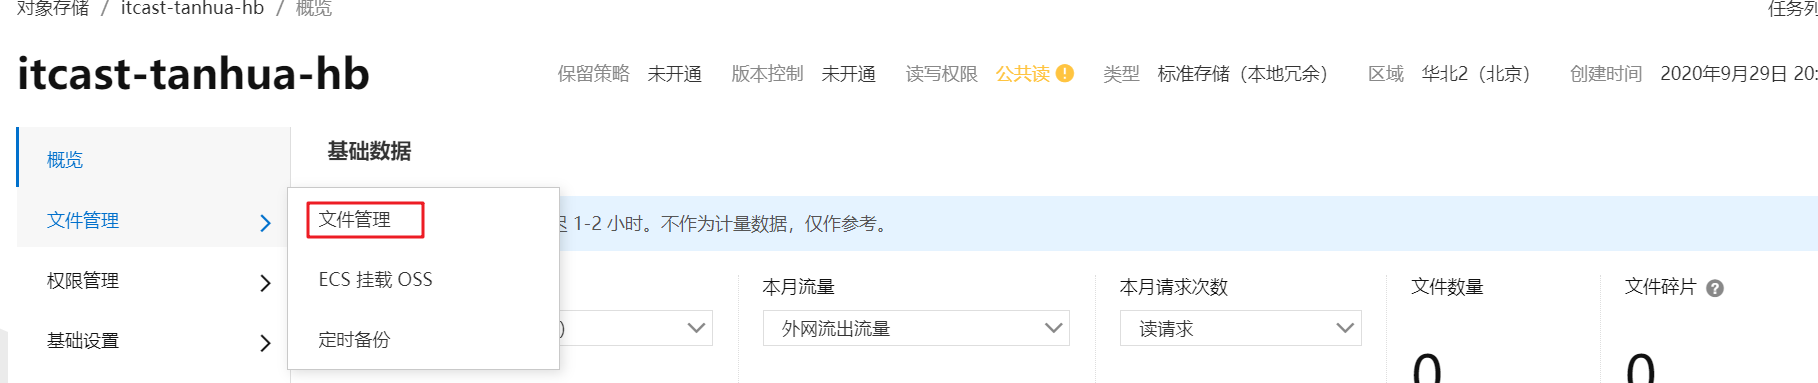 对象存储 / itcast-tanhua-hb / 概览
任务列
itcast-tanhua-hb
保留策略 未开通 版本控制 未开通 读写权限 公共读 类型 标准存储（本地冗余） 区域 华北2（北京） 创建时间 2020年9月29日 20:
概览
基础数据
文件管理
文件管理
1-2 小时。不作为计量数据，仅作参考。
权限管理
ECS 挂载 OSS
本月流量
本月请求次数
文件数量
文件碎片
基础设置
定时备份
)
外网流出流量
读请求
0
0